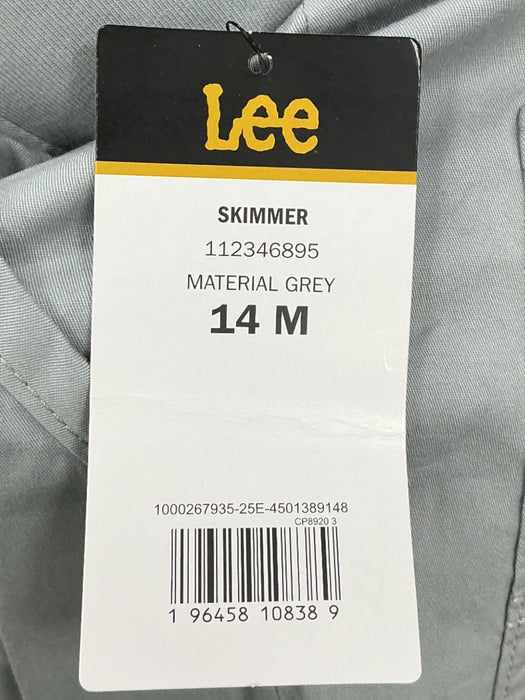 Lee
SKIMMER
112346895
MATERIAL GREY
14 M
1000267935-25E-4501389148
CP8920.3
1 96458 10838 9